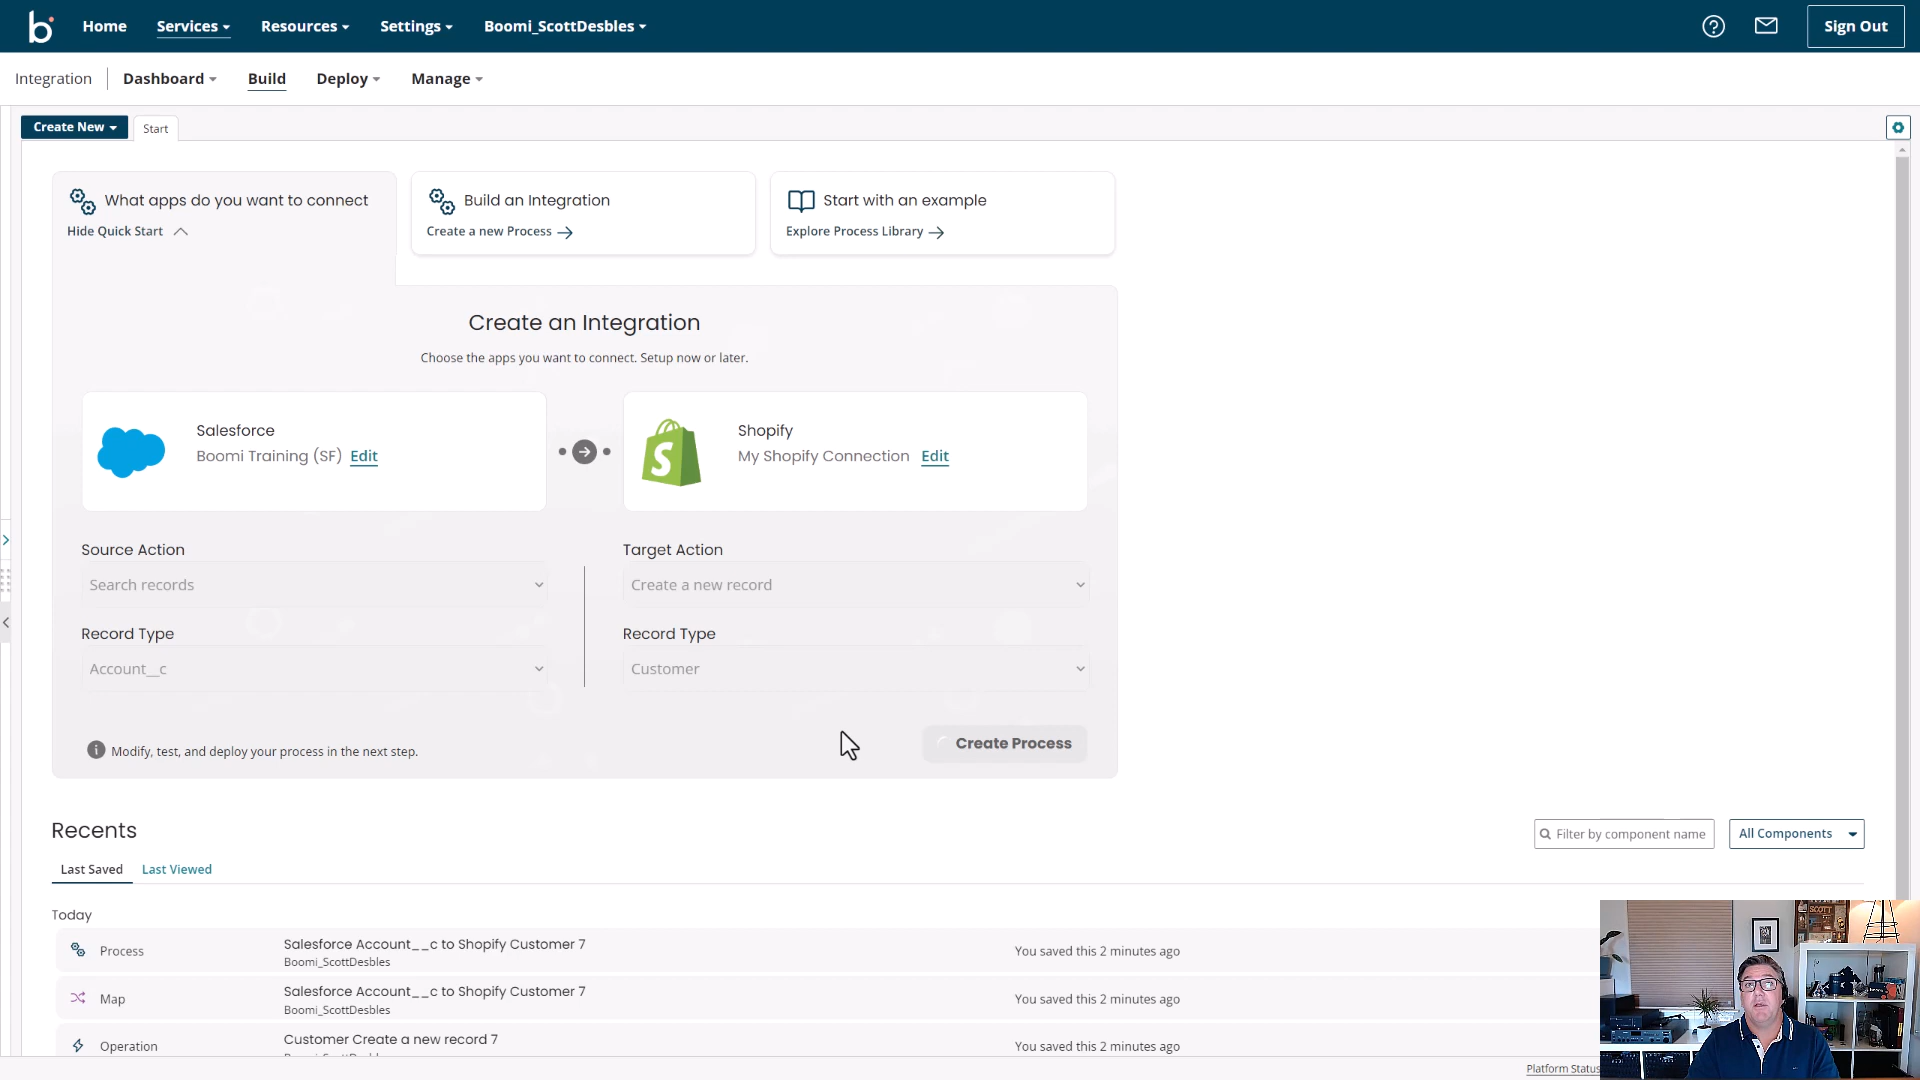 b Home Services Resources Settings Boomi_ScottDesbles Sign Out
Integration Dashboard Build Deploy Manage
Create New Start
What apps do you want to connect
Hide Quick Start
Build an Integration
Create a new Process
Start with an example
Explore Process Library
Create an Integration
Choose the apps you want to connect. Setup now or later.
Salesforce
Boomi Training (SF) Edit
Shopify
My Shopify Connection Edit
Source Action
Search records
Record Type
Account__c
Target Action
Create a new record
Record Type
Customer
Modify, test, and deploy your process in the next step.
Create Process
Recents
Filter by component name
All Components
Last Saved Last Viewed
Today
Process
Salesforce Account__c to Shopify Customer 7
Boomi_ScottDesbles
You saved this 2 minutes ago
Map
Salesforce Account__c to Shopify Customer 7
Boomi_ScottDesbles
You saved this 2 minutes ago
Operation
Customer Create a new record 7
You saved this 2 minutes ago
Platform Status
SCOTT